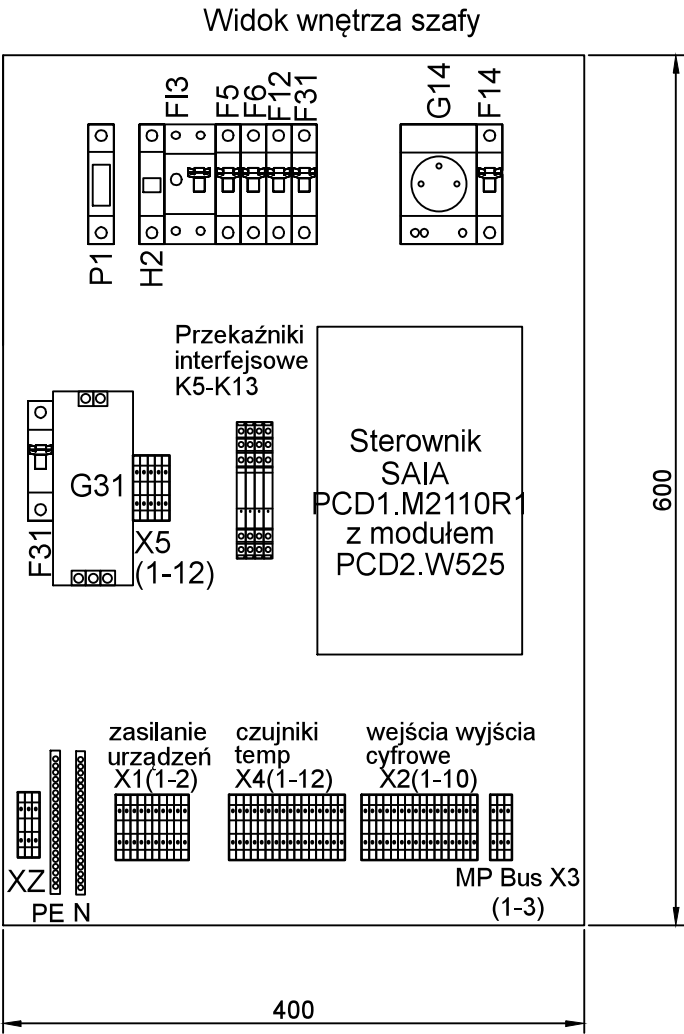 Widok wnętrza szafy
FI3
F5
F6
F12
F31
G14
F14
P1
H2
Przekaźniki
interfejsowe
K5-K13
Sterownik
SAIA
PCD1.M2110R1
z modułem
PCD2.W525
G31
F31
X5
(1-12)
600
zasilanie
urządzeń
X1(1-2)
czujniki
temp
X4(1-12)
wejścia wyjścia
cyfrowe
X2(1-10)
XZ
PE N
MP Bus X3
(1-3)
400